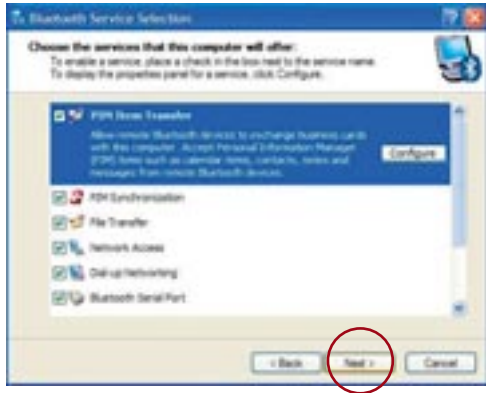 Bluetooth Service Selection
Choose the services that this computer will offer:
To enable a service, place a check in the box next to the service name.
To display the properties panel for a service, click Configure.
PIM Item Transfer
Allow remote Bluetooth devices to exchange business cards
with this computer. Accept Personal Information Manager
(PIM) items such as calendar items, contacts, notes and
messages from remote Bluetooth devices.
Configure
PIM Synchronization
File Transfer
Network Access
Dial-up Networking
Bluetooth Serial Port
< Back
Next >
Cancel